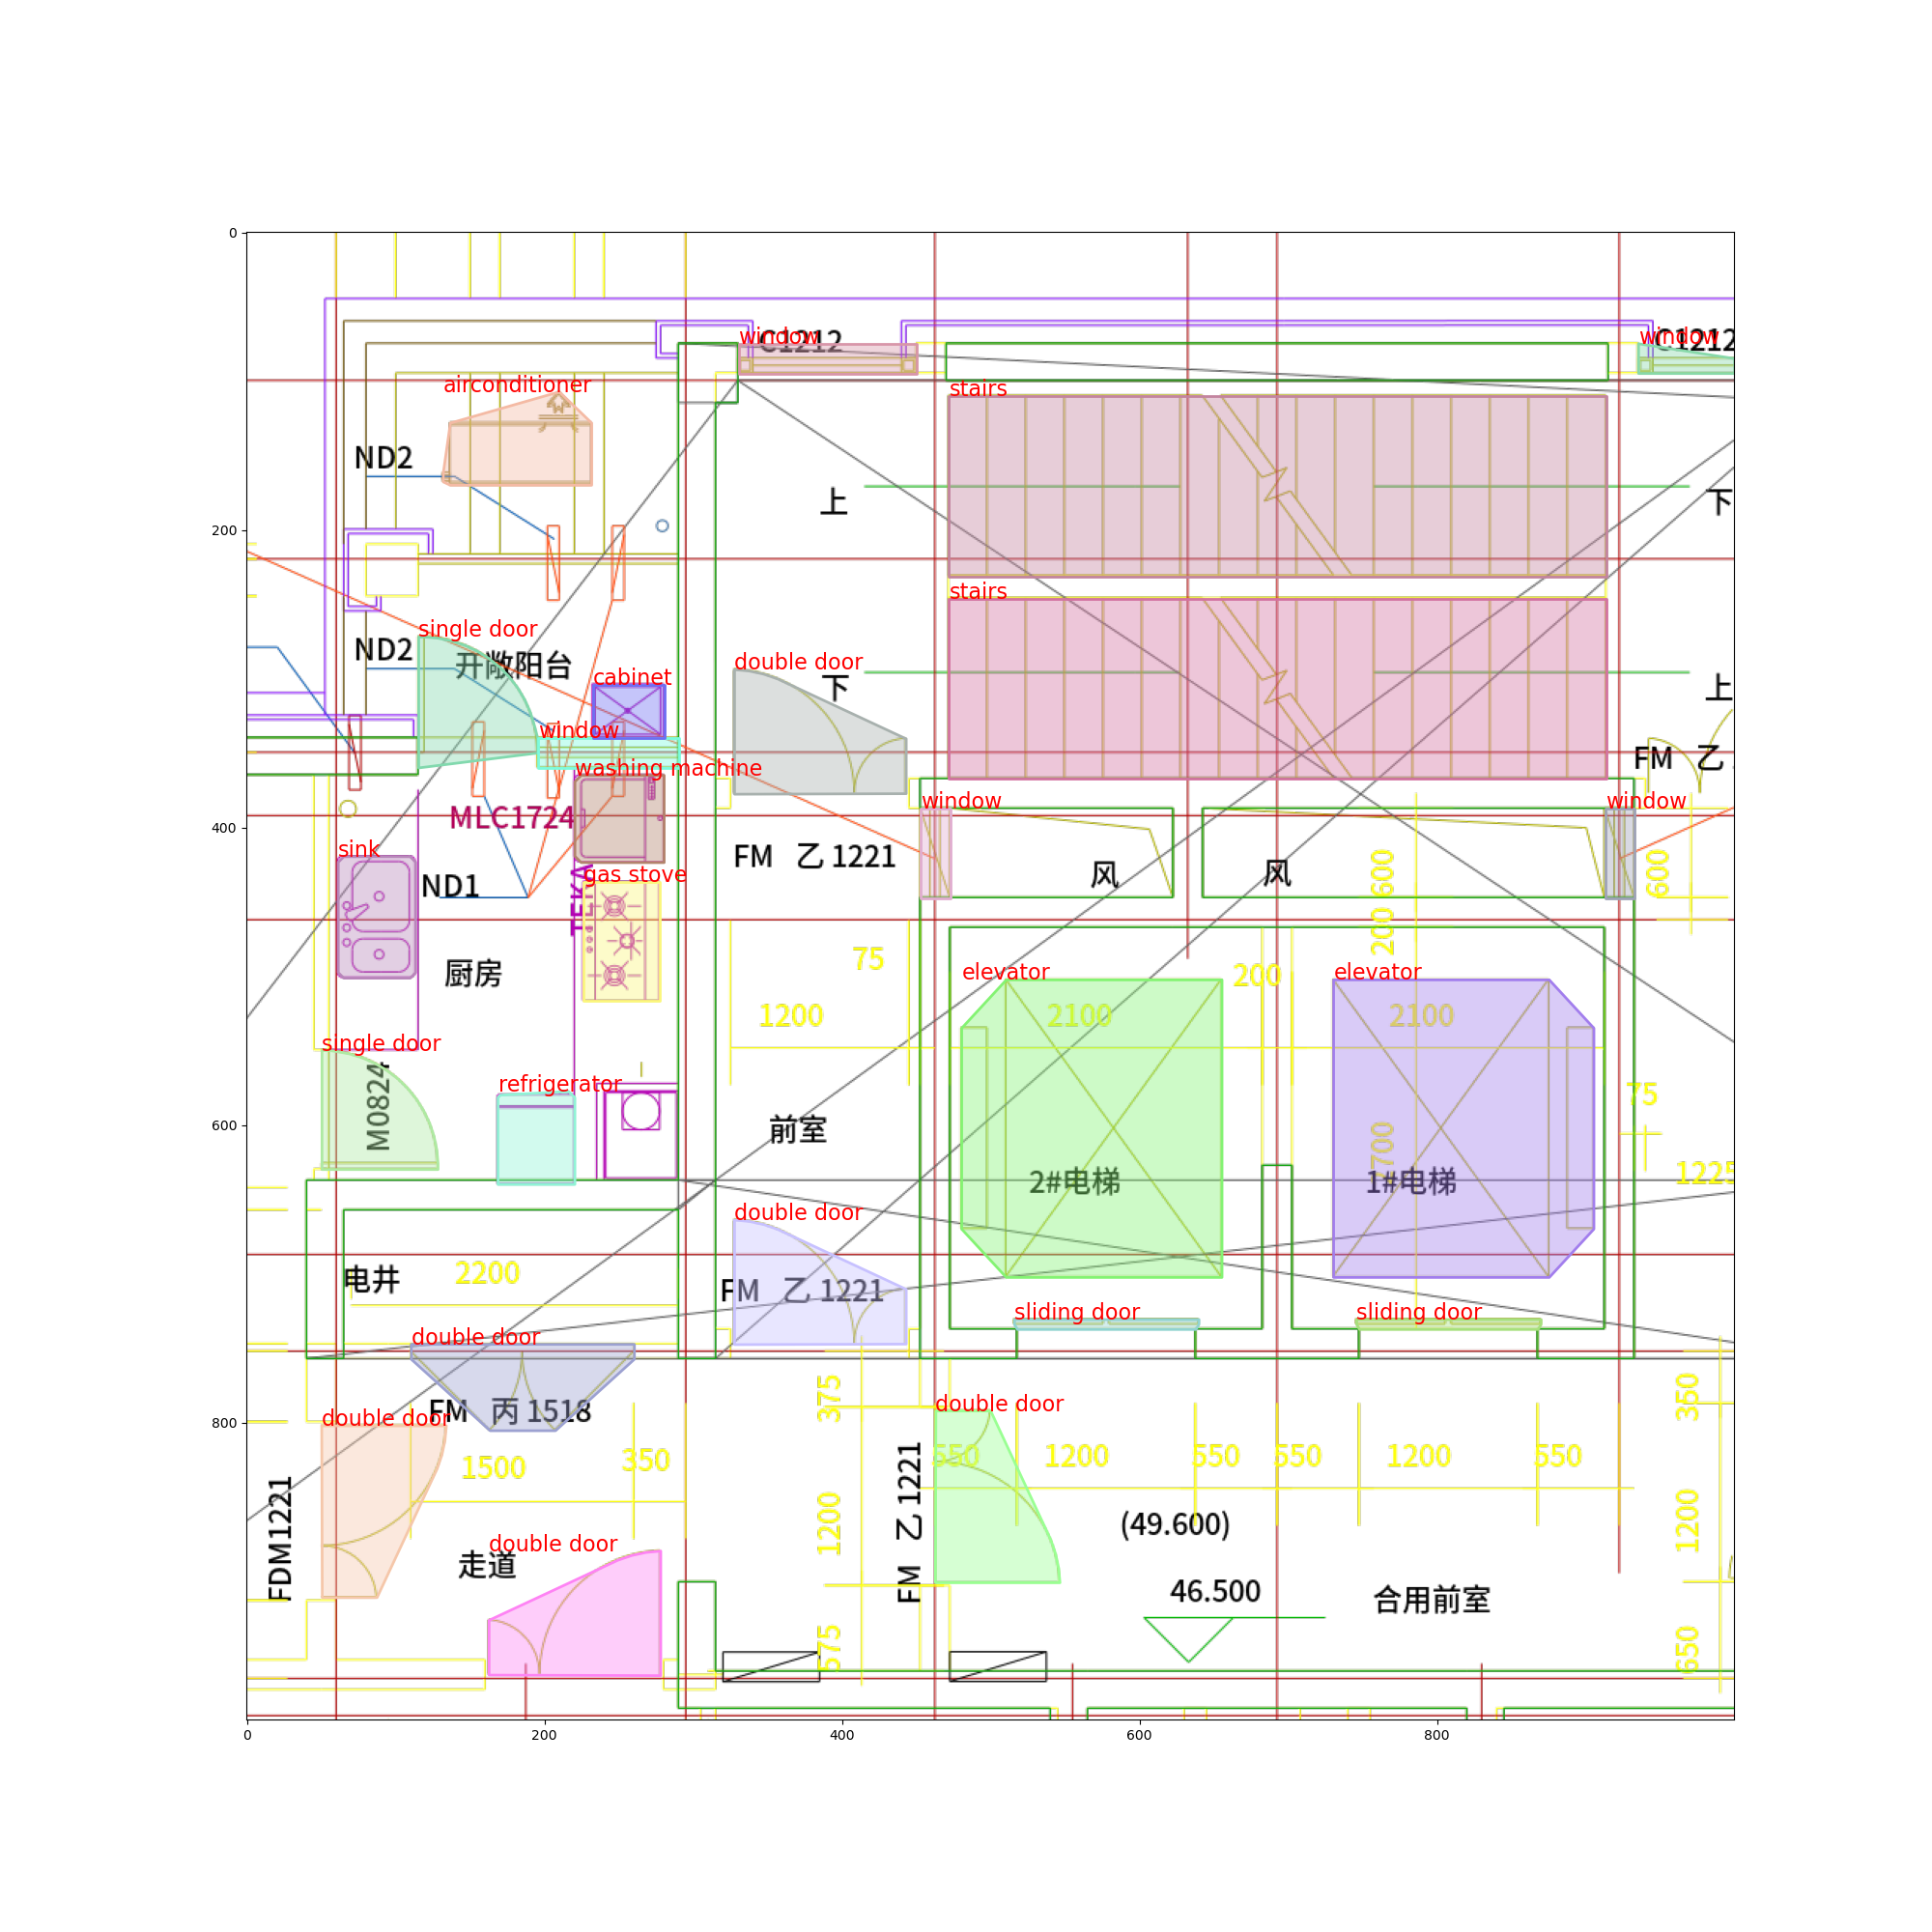 0
window
C1212
window
C1212
airconditioner
stairs
ND2
上
下
200
stairs
single door
ND2
开敞阳台
double door
下
cabinet
上
window
FM 乙
washing machine
MLC1724
window
window
400
sink
FM 乙 1221
风
风
600
600
gas stove
ND1
200
75
厨房
elevator
200
elevator
1200
2100
2100
single door
M0824
refrigerator
75
600
前室
1700
2#电梯
1#电梯
1225
double door
电井
2200
FM 乙 1221
sliding door
sliding door
double door
375
350
double door
FM 丙 1518
double door
800
1500
350
FM 乙 1221
550
1200
550
550
1200
550
FDM1221
1200
(49.600)
1200
double door
走道
46.500
合用前室
575
650
0
200
400
600
800